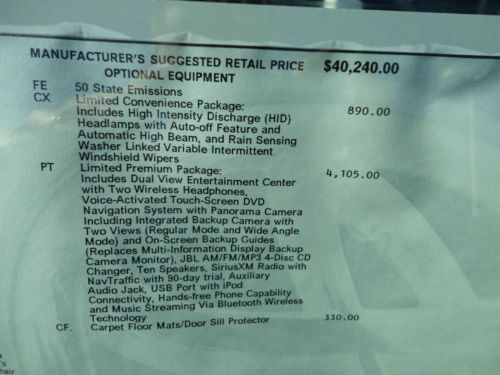 MANUFACTURER'S SUGGESTED RETAIL PRICE $40,240.00
OPTIONAL EQUIPMENT
FE 50 State Emissions
CX Limited Convenience Package: 890.00
Includes High Intensity Discharge (HID)
Headlamps with Auto-off Feature and
Automatic High Beam, and Rain Sensing
Washer Linked Variable Intermittent
Windshield Wipers
PT Limited Premium Package: 4,105.00
Includes Dual View Entertainment Center
with Two Wireless Headphones,
Voice-Activated Touch-Screen DVD
Navigation System with Panorama Camera
Including Integrated Backup Camera with
Two Views (Regular Mode and Wide Angle
Mode) and On-Screen Backup Guides
(Replaces Multi-Information Display Backup
Camera Monitor), JBL AM/FM/MP3 4-Disc CD
Changer, Ten Speakers, SiriusXM Radio with
NavTraffic with 90-day trial, Auxiliary
Audio Jack, USB Port with iPod
Connectivity, Hands-free Phone Capability
and Music Streaming Via Bluetooth Wireless
Technology
CF. Carpet Floor Mats/Door Sill Protector 330.00